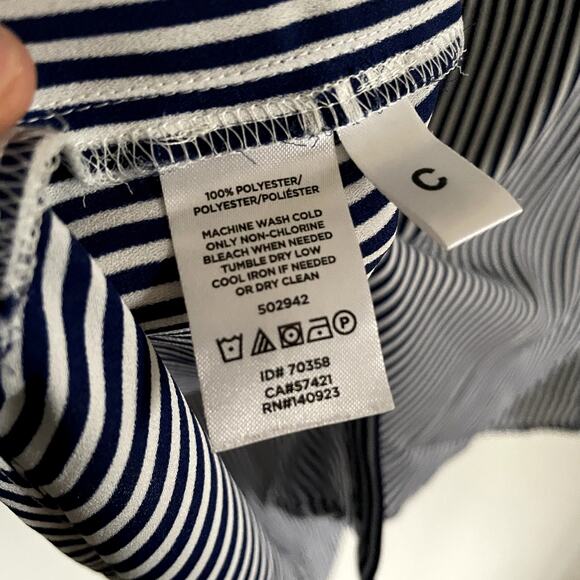 100% POLYESTER/
POLYESTER/POLIÉSTER
MACHINE WASH COLD
ONLY NON-CHLORINE
BLEACH WHEN NEEDED
TUMBLE DRY LOW
COOL IRON IF NEEDED
OR DRY CLEAN
502942
P
ID# 70358
CA#57421
RN#140923
C